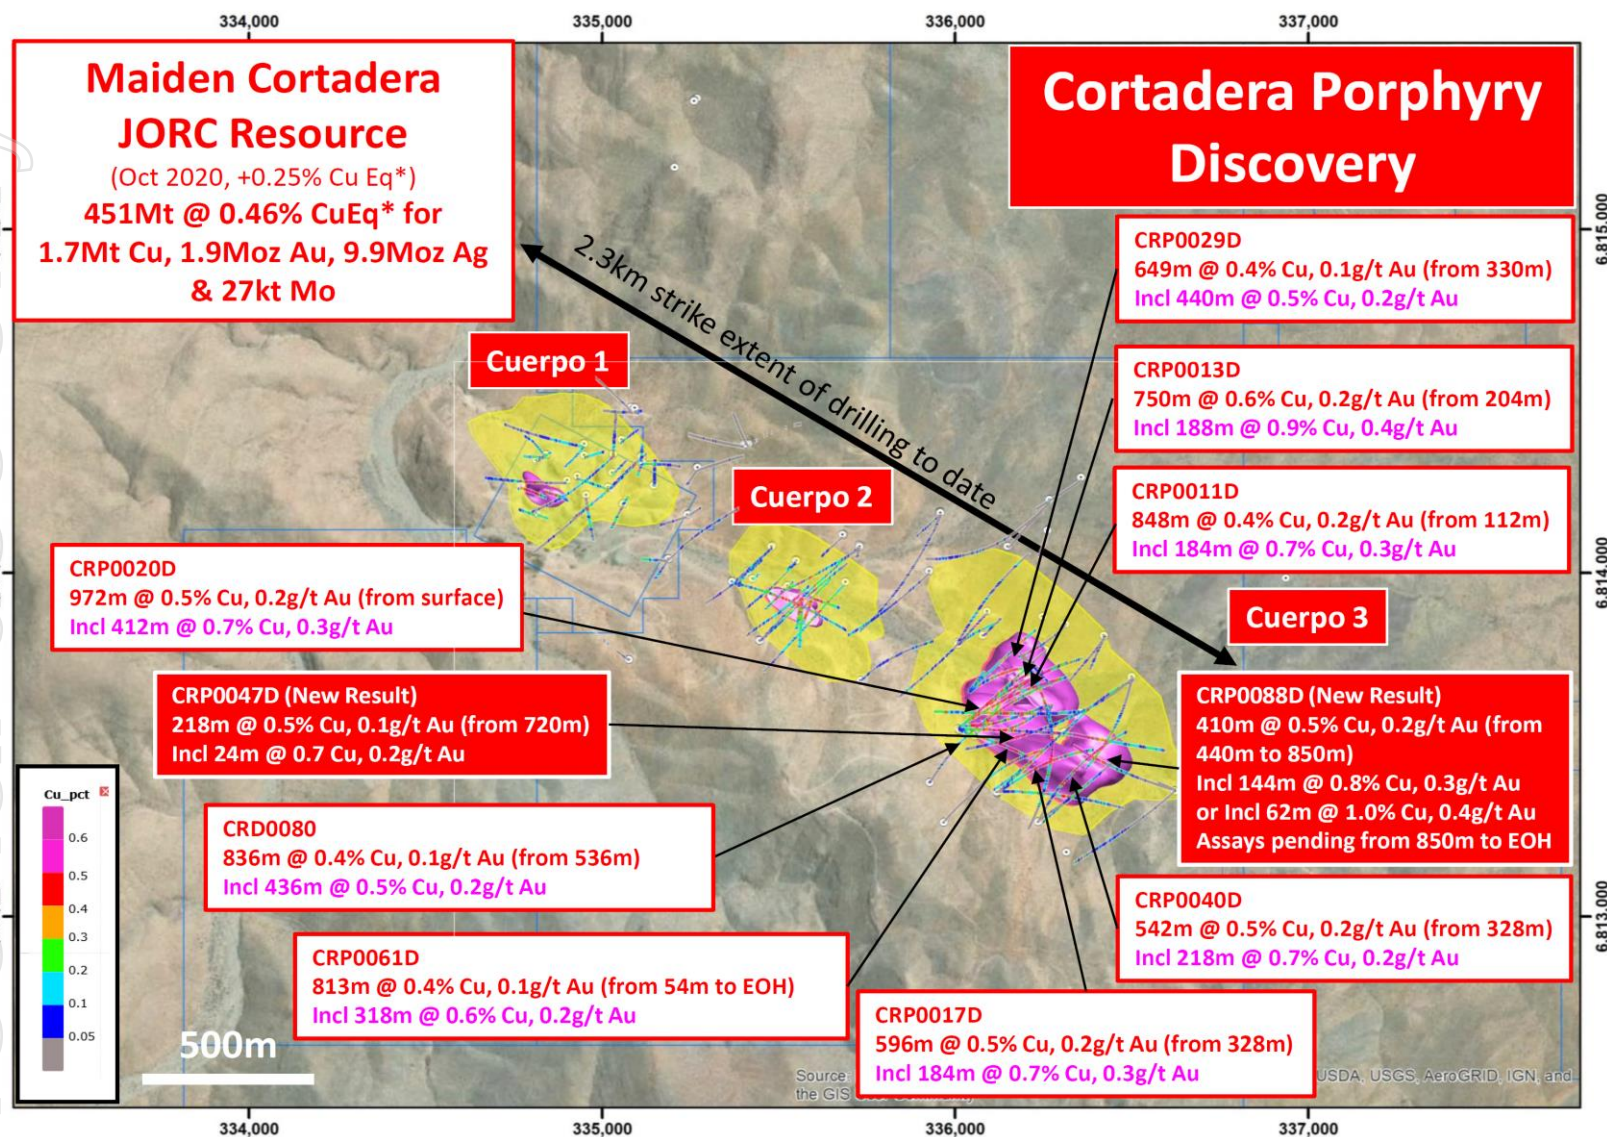 334,000
335,000
336,000
337,000
Maiden Cortadera
JORC Resource
(Oct 2020, +0.25% Cu Eq*)
451Mt @ 0.46% CuEq* for
1.7Mt Cu, 1.9Moz Au, 9.9Moz Ag
& 27kt Mo
Cortadera Porphyry
Discovery
2.3km strike extent of drilling to date
6,815,000
6,814,000
6,813,000
CRP0029D
649m @ 0.4% Cu, 0.1g/t Au (from 330m)
Incl 440m @ 0.5% Cu, 0.2g/t Au
Cuerpo 1
CRP0013D
750m @ 0.6% Cu, 0.2g/t Au (from 204m)
Incl 188m @ 0.9% Cu, 0.4g/t Au
Cuerpo 2
CRP0011D
848m @ 0.4% Cu, 0.2g/t Au (from 112m)
Incl 184m @ 0.7% Cu, 0.3g/t Au
CRP0020D
972m @ 0.5% Cu, 0.2g/t Au (from surface)
Incl 412m @ 0.7% Cu, 0.3g/t Au
Cuerpo 3
CRP0047D (New Result)
218m @ 0.5% Cu, 0.1g/t Au (from 720m)
Incl 24m @ 0.7 Cu, 0.2g/t Au
CRP0088D (New Result)
410m @ 0.5% Cu, 0.2g/t Au (from
440m to 850m)
Incl 144m @ 0.8% Cu, 0.3g/t Au
or Incl 62m @ 1.0% Cu, 0.4g/t Au
Assays pending from 850m to EOH
Cu_pct
0.6
0.5
0.4
0.3
0.2
0.1
0.05
CRD0080
836m @ 0.4% Cu, 0.1g/t Au (from 536m)
Incl 436m @ 0.5% Cu, 0.2g/t Au
CRP0040D
542m @ 0.5% Cu, 0.2g/t Au (from 328m)
Incl 218m @ 0.7% Cu, 0.2g/t Au
CRP0061D
813m @ 0.4% Cu, 0.1g/t Au (from 54m to EOH)
Incl 318m @ 0.6% Cu, 0.2g/t Au
CRP0017D
596m @ 0.5% Cu, 0.2g/t Au (from 328m)
Incl 184m @ 0.7% Cu, 0.3g/t Au
500m
Source: USDA, USGS, AeroGRID, IGN, and
the GIS
334,000
335,000
336,000
337,000